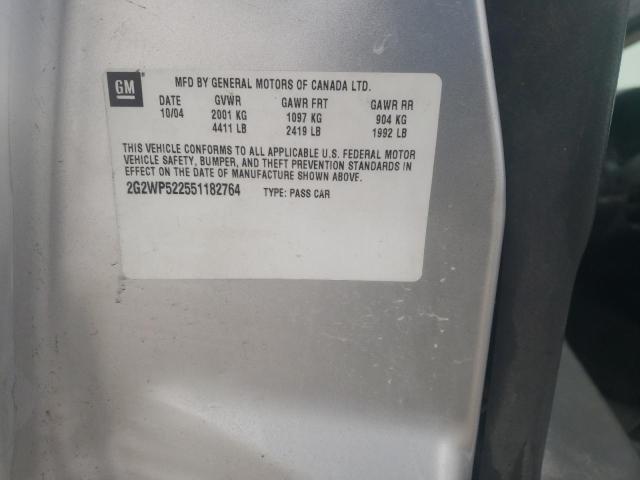 GM
MFD BY GENERAL MOTORS OF CANADA LTD.
DATE GVWR GAWR FRT GAWR RR
10/04 2001 KG 1097 KG 904 KG
4411 LB 2419 LB 1992 LB
THIS VEHICLE CONFORMS TO ALL APPLICABLE U.S. FEDERAL MOTOR
VEHICLE SAFETY, BUMPER, AND THEFT PREVENTION STANDARDS IN
EFFECT ON THE DATE OF MANUFACTURE SHOWN ABOVE.
2G2WP522551182764 TYPE: PASS CAR